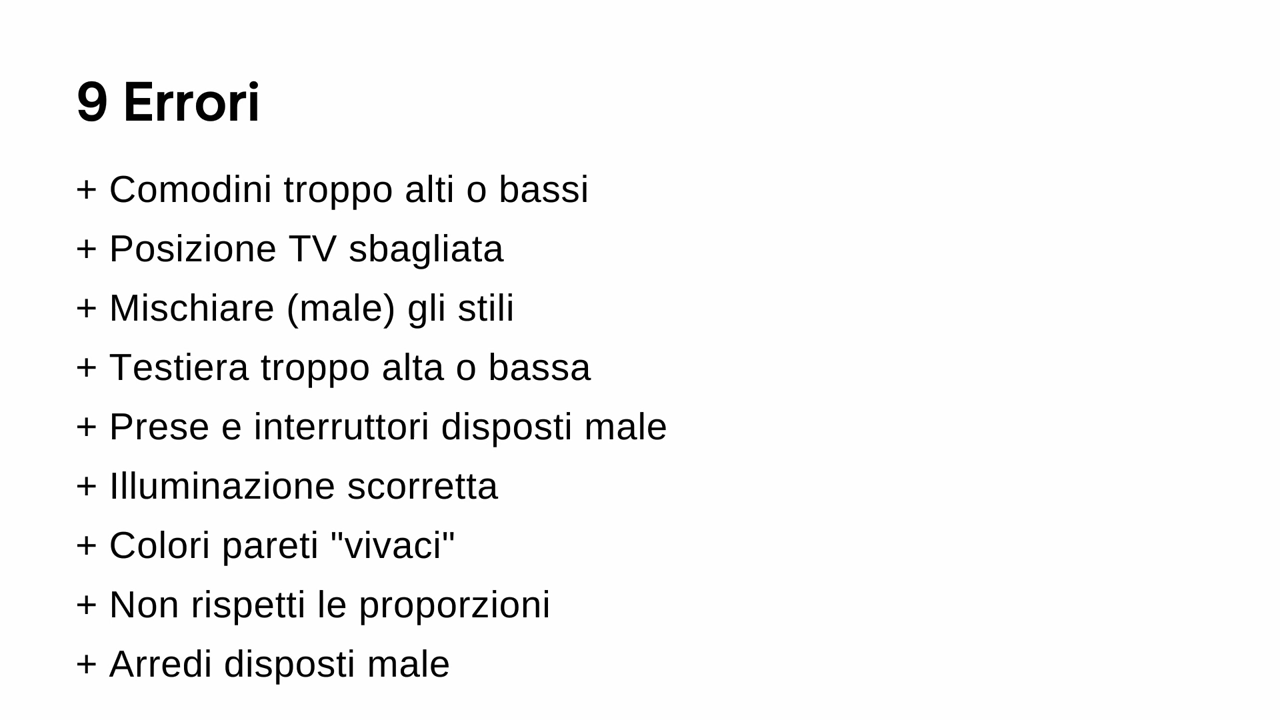 9 Errori
+ Comodini troppo alti o bassi
+ Posizione TV sbagliata
+ Mischiare (male) gli stili
+ Testiera troppo alta o bassa
+ Prese e interruttori disposti male
+ Illuminazione scorretta
+ Colori pareti "vivaci"
+ Non rispetti le proporzioni
+ Arredi disposti male